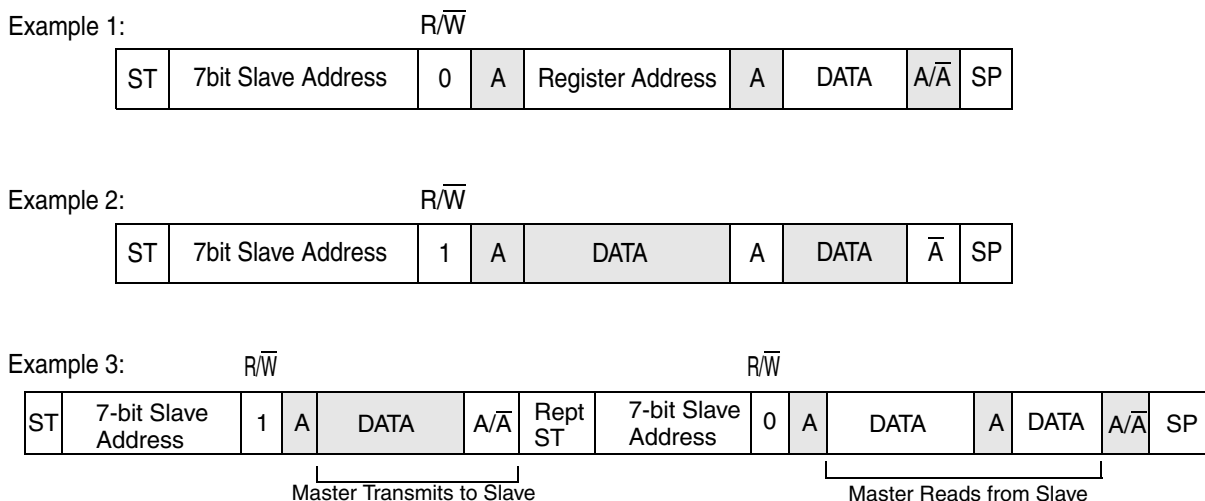 Example 1:
R/W̅
ST 7bit Slave Address 0 A Register Address A DATA A/A̅ SP
Example 2:
R/W̅
ST 7bit Slave Address 1 A DATA A DATA A̅ SP
Example 3:
R/W̅ R/W̅
ST 7-bit Slave Address 1 A DATA A/A̅ Rept ST 7-bit Slave Address 0 A DATA A DATA A/A̅ SP
Master Transmits to Slave Master Reads from Slave